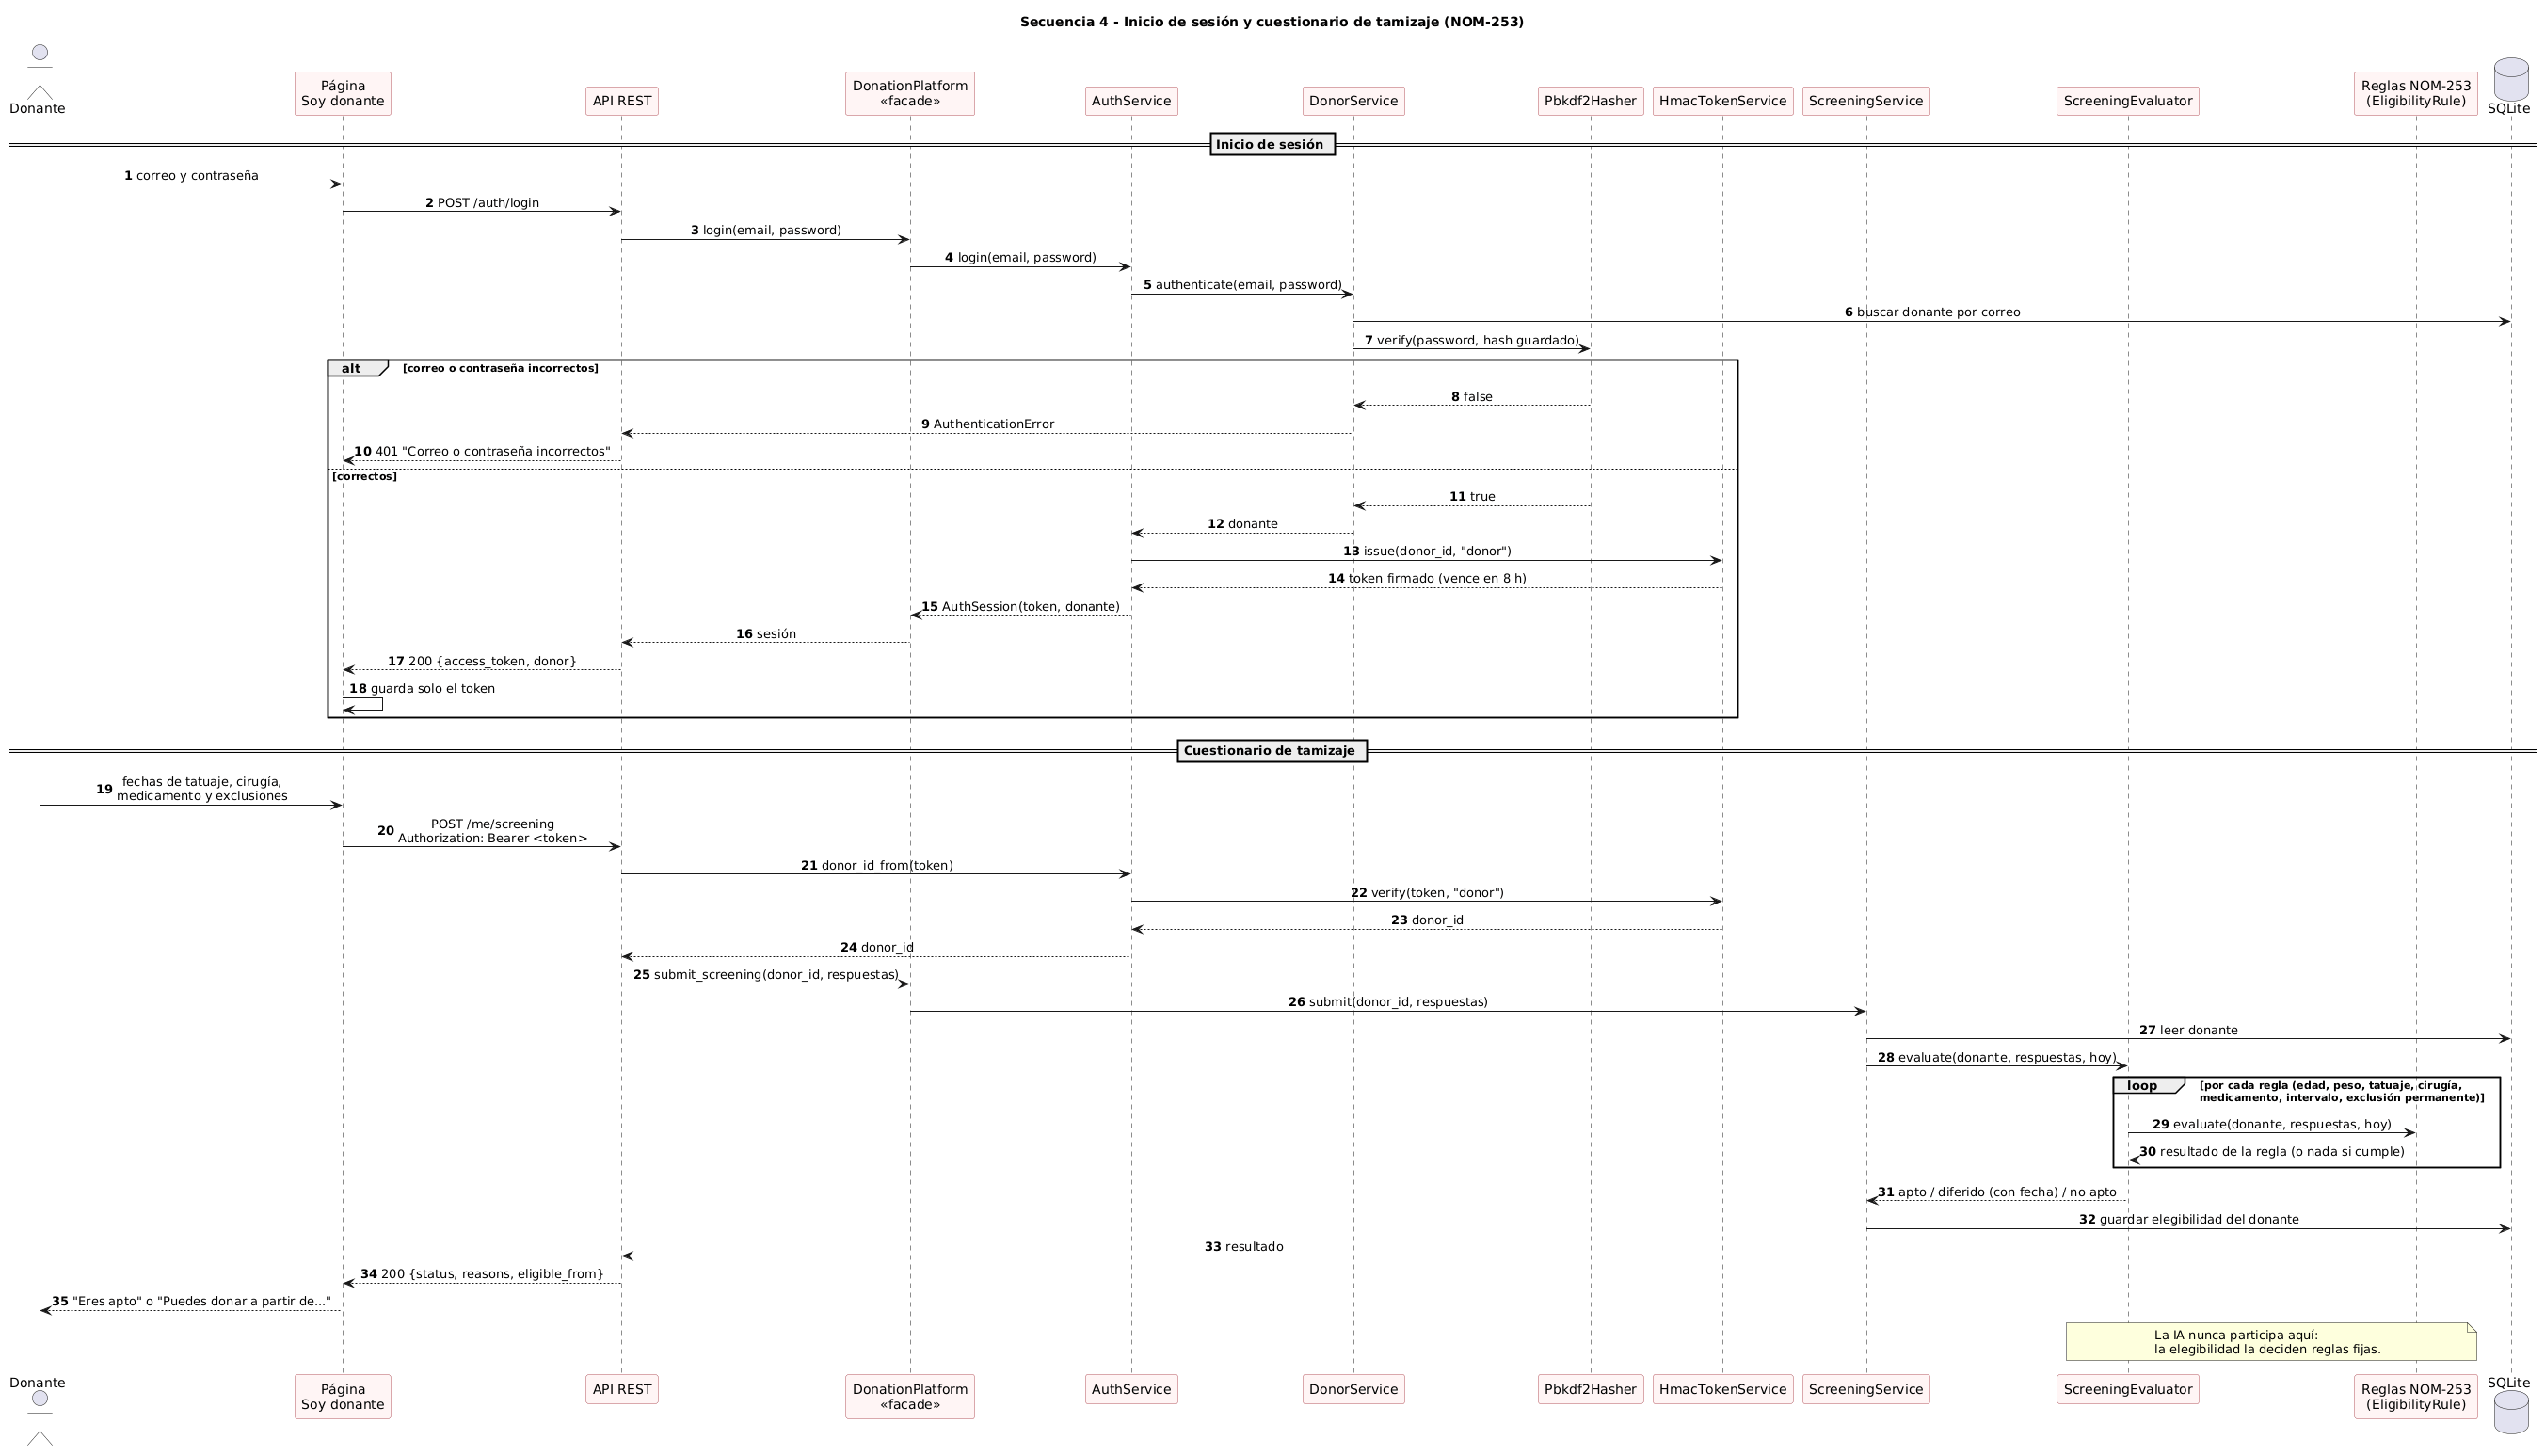 Secuencia 4 - Inicio de sesión y cuestionario de tamizaje (NOM-253)
Donante
Página
Soy donante
API REST
DonationPlatform
«facade»
AuthService
DonorService
Pbkdf2Hasher
HmacTokenService
ScreeningService
ScreeningEvaluator
Reglas NOM-253
(EligibilityRule)
SQLite
Inicio de sesión
1 correo y contraseña
2 POST /auth/login
3 login(email, password)
4 login(email, password)
5 authenticate(email, password)
6 buscar donante por correo
7 verify(password, hash guardado)
alt [correo o contraseña incorrectos]
8 false
9 AuthenticationError
10 401 "Correo o contraseña incorrectos"
[correctos]
11 true
12 donante
13 issue(donor_id, "donor")
14 token firmado (vence en 8 h)
15 AuthSession(token, donante)
16 sesión
17 200 {access_token, donor}
18 guarda solo el token
Cuestionario de tamizaje
19 fechas de tatuaje, cirugía,
medicamento y exclusiones
20 POST /me/screening
Authorization: Bearer <token>
21 donor_id_from(token)
22 verify(token, "donor")
23 donor_id
24 donor_id
25 submit_screening(donor_id, respuestas)
26 submit(donor_id, respuestas)
27 leer donante
28 evaluate(donante, respuestas, hoy)
loop [por cada regla (edad, peso, tatuaje, cirugía,
medicamento, intervalo, exclusión permanente)]
29 evaluate(donante, respuestas, hoy)
30 resultado de la regla (o nada si cumple)
31 apto / diferido (con fecha) / no apto
32 guardar elegibilidad del donante
33 resultado
34 200 {status, reasons, eligible_from}
35 "Eres apto" o "Puedes donar a partir de..."
La IA nunca participa aquí:
la elegibilidad la deciden reglas fijas.
Donante
Página
Soy donante
API REST
DonationPlatform
«facade»
AuthService
DonorService
Pbkdf2Hasher
HmacTokenService
ScreeningService
ScreeningEvaluator
Reglas NOM-253
(EligibilityRule)
SQLite